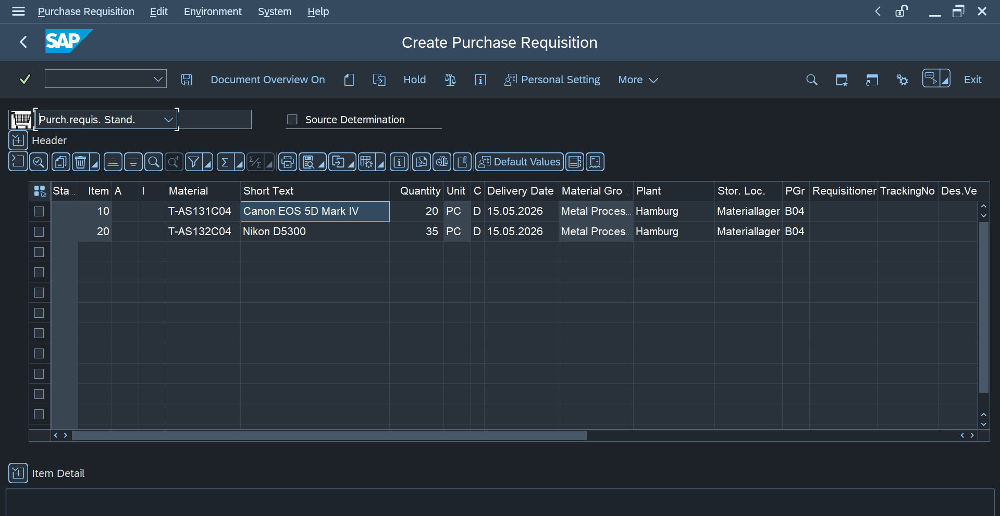 Purchase Requisition Edit Environment System Help
SAP Create Purchase Requisition
Document Overview On Hold Personal Setting More Exit
Purch.requis. Stand. Source Determination
Header
Default Values
Sta... Item A I Material Short Text Quantity Unit C Delivery Date Material Gro... Plant Stor. Loc. PGr Requisitioner TrackingNo Des.Ve
10 T-AS131C04 Canon EOS 5D Mark IV 20 PC D 15.05.2026 Metal Proces... Hamburg Materiallager B04
20 T-AS132C04 Nikon D5300 35 PC D 15.05.2026 Metal Proces... Hamburg Materiallager B04
Item Detail